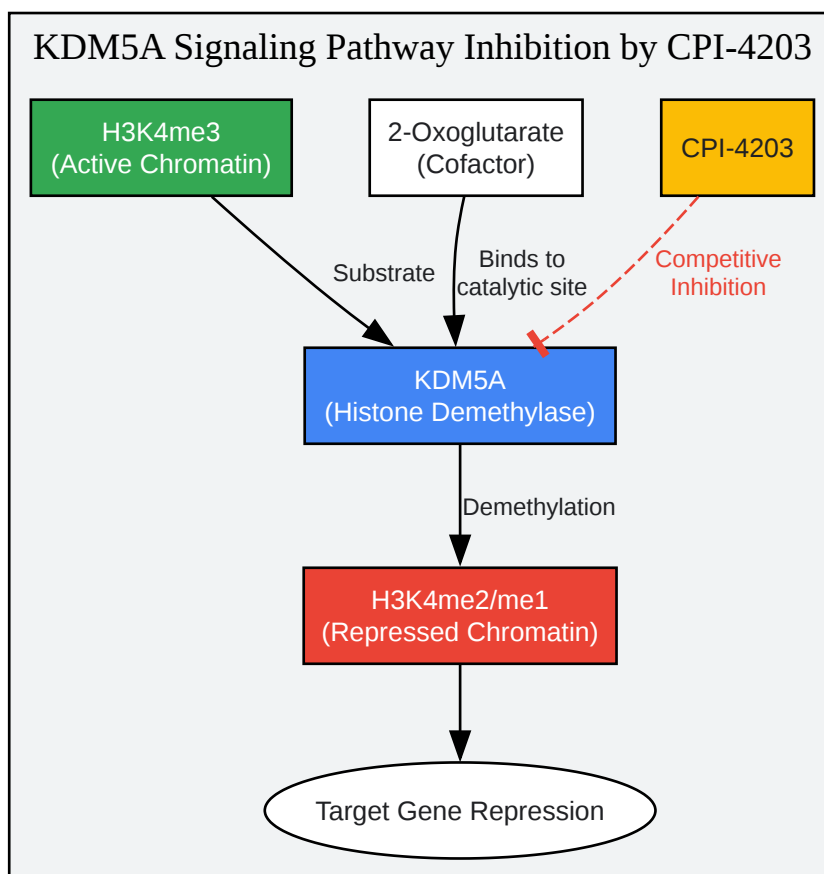 KDM5A Signaling Pathway Inhibition by CPI-4203
H3K4me3
(Active Chromatin)
2-Oxoglutarate
(Cofactor)
CPI-4203
Substrate
Binds to
catalytic site
Competitive
Inhibition
KDM5A
(Histone Demethylase)
Demethylation
H3K4me2/me1
(Repressed Chromatin)
Target Gene Repression